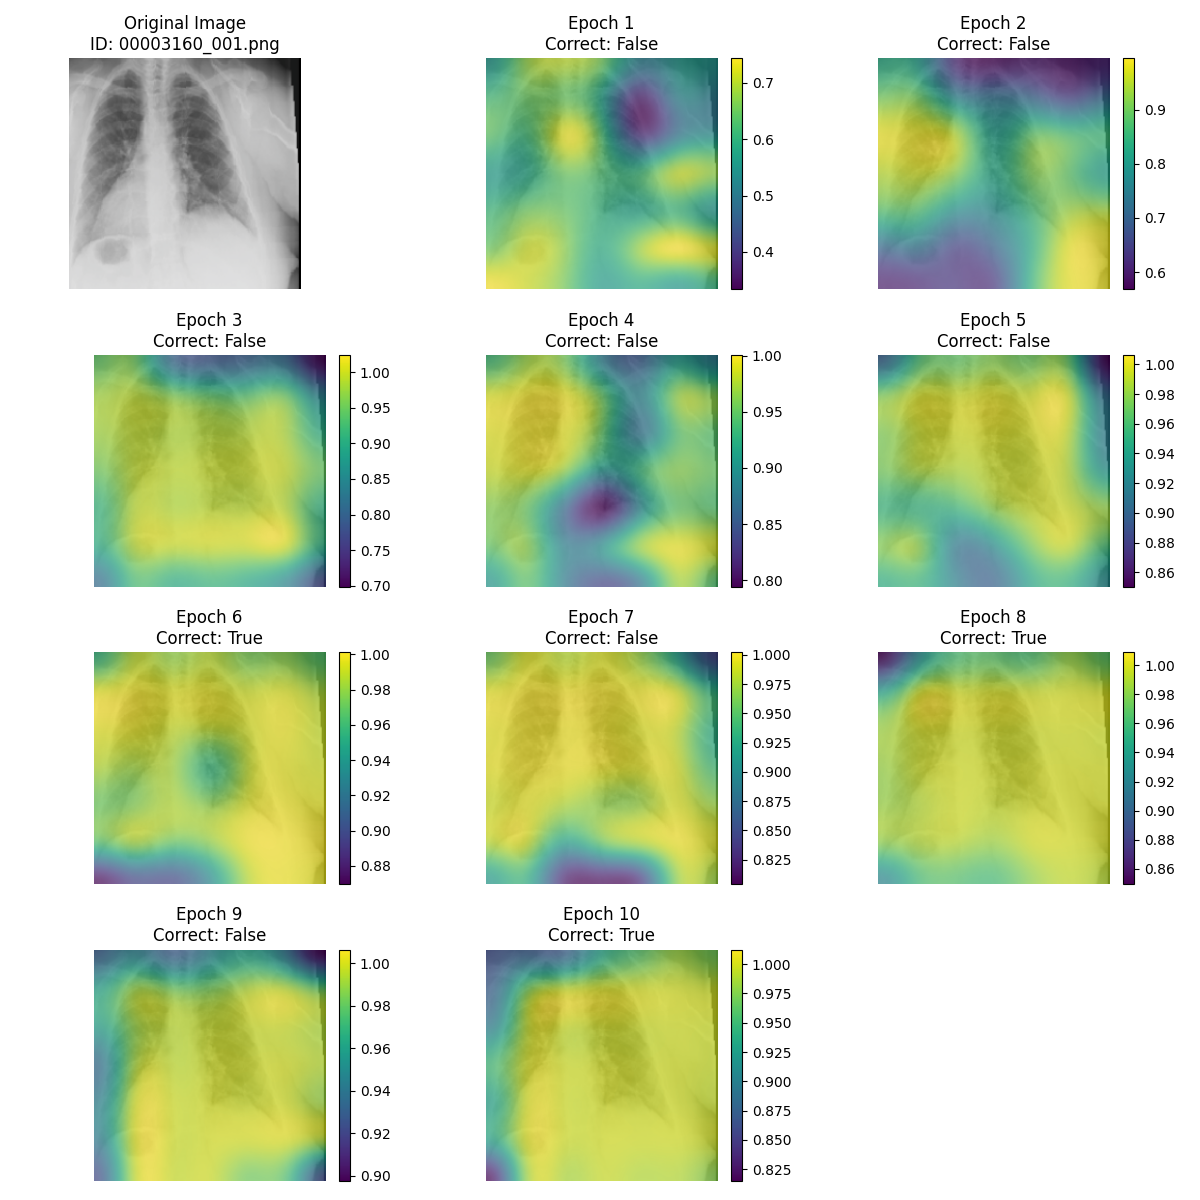 Original Image
ID: 00003160_001.png
Epoch 1
Correct: False
0.7
0.6
0.5
0.4
Epoch 2
Correct: False
0.9
0.8
0.7
0.6
Epoch 3
Correct: False
1.00
0.95
0.90
0.85
0.80
0.75
0.70
Epoch 4
Correct: False
1.00
0.95
0.90
0.85
0.80
Epoch 5
Correct: False
1.00
0.98
0.96
0.94
0.92
0.90
0.88
0.86
Epoch 6
Correct: True
1.00
0.98
0.96
0.94
0.92
0.90
0.88
Epoch 7
Correct: False
1.000
0.975
0.950
0.925
0.900
0.875
0.850
0.825
Epoch 8
Correct: True
1.00
0.98
0.96
0.94
0.92
0.90
0.88
0.86
Epoch 9
Correct: False
1.00
0.98
0.96
0.94
0.92
0.90
Epoch 10
Correct: True
1.000
0.975
0.950
0.925
0.900
0.875
0.850
0.825